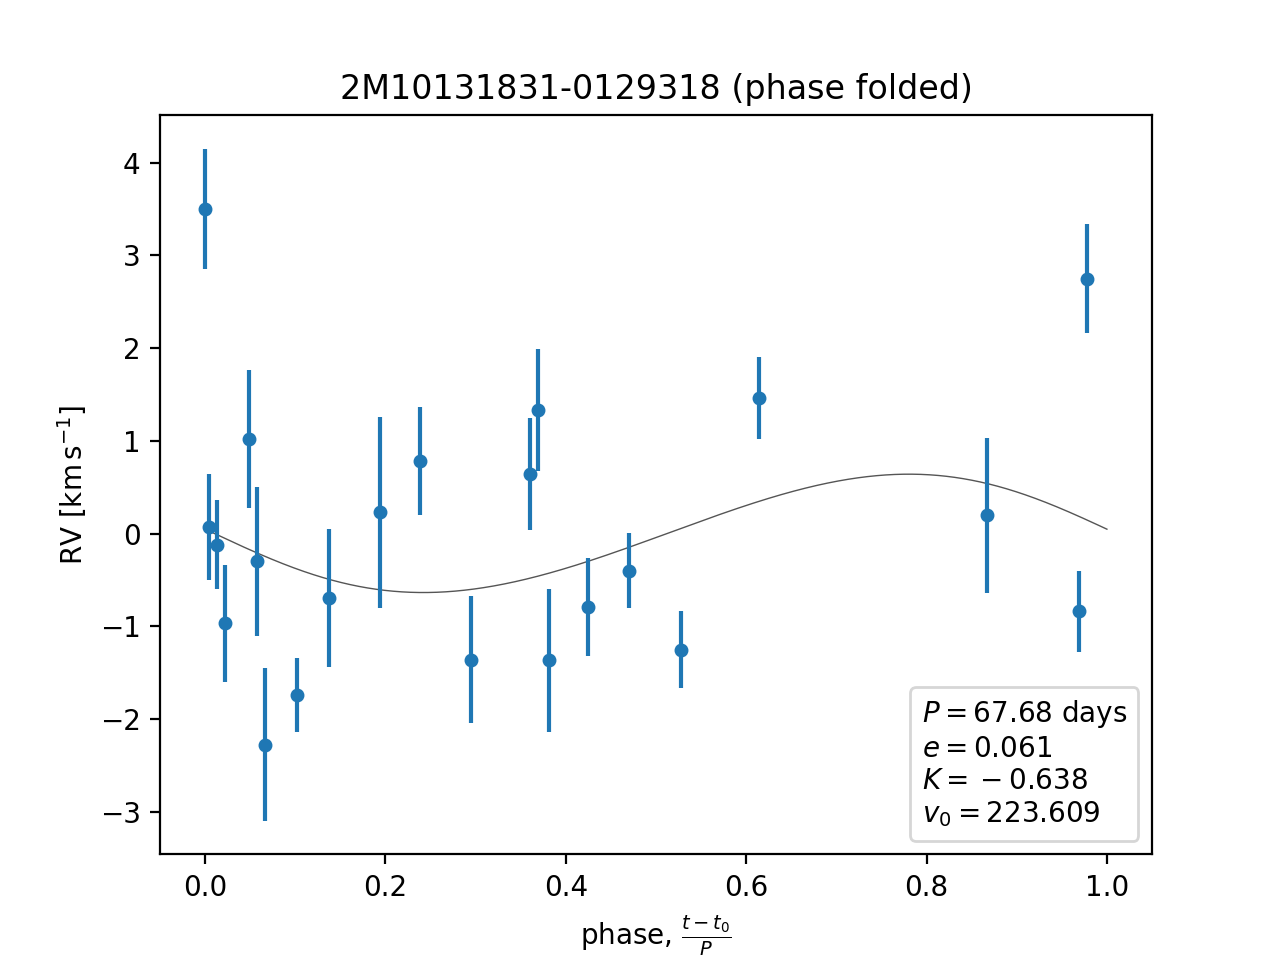 2M10131831-0129318 (phase folded)
RV [km s⁻¹]
4
3
2
1
0
−1
−2
−3
P = 67.68 days
e = 0.061
K = −0.638
v₀ = 223.609
0.0 0.2 0.4 0.6 0.8 1.0
phase, (t − t₀)/P